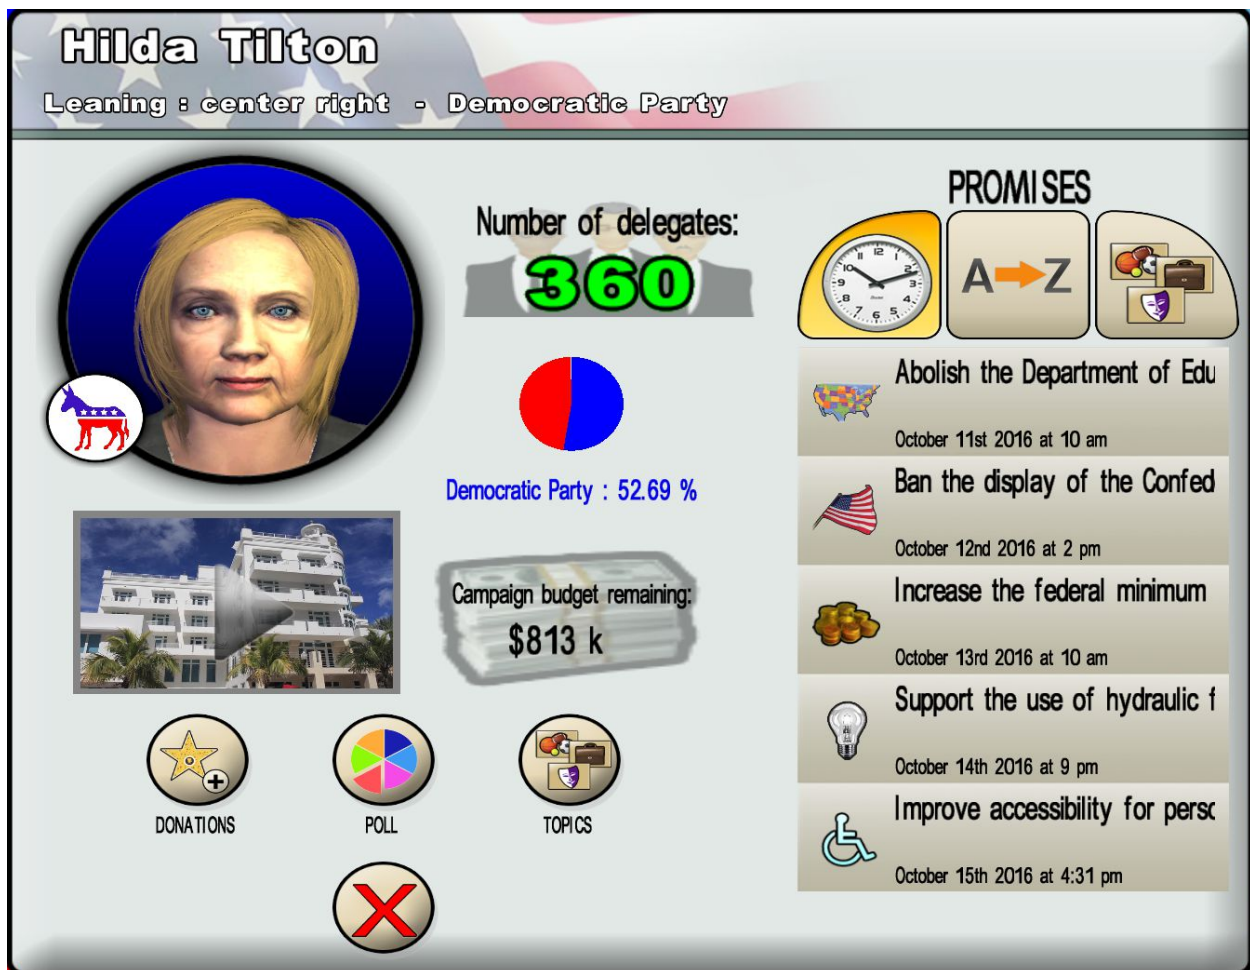 Hilda Tilton
Leaning : center right - Democratic Party
Number of delegates:
360
Democratic Party : 52.69 %
Campaign budget remaining:
$813 k
DONATIONS
POLL
TOPICS
PROMISES
A Z
Abolish the Department of Edu
October 11st 2016 at 10 am
Ban the display of the Confed
October 12nd 2016 at 2 pm
Increase the federal minimum
October 13rd 2016 at 10 am
Support the use of hydraulic f
October 14th 2016 at 9 pm
Improve accessibility for persc
October 15th 2016 at 4:31 pm